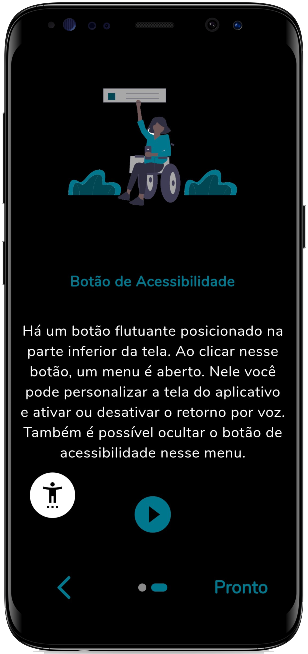 Botão de Acessibilidade
Há um botão flutuante posicionado na
parte inferior da tela. Ao clicar nesse
botão, um menu é aberto. Nele você
pode personalizar a tela do aplicativo
e ativar ou desativar o retorno por voz.
Também é possível ocultar o botão de
acessibilidade nesse menu.
Pronto